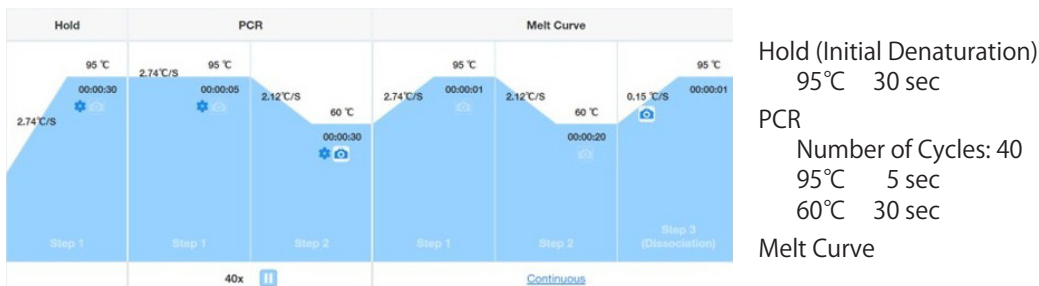 Hold PCR Melt Curve
95 ℃ 95 ℃ 95 ℃ 95 ℃
2.74℃/S
00:00:30 00:00:05 00:00:01 00:00:01
2.12℃/S 2.74℃/S 2.12℃/S 0.15 ℃/S
60 ℃ 60 ℃
2.74℃/S
00:00:30 00:00:20
Step 3
Step 1 Step 1 Step 2 Step 1 Step 2 (Dissociation)
40x Continuous
Hold (Initial Denaturation)
95℃ 30 sec
PCR
Number of Cycles: 40
95℃ 5 sec
60℃ 30 sec
Melt Curve